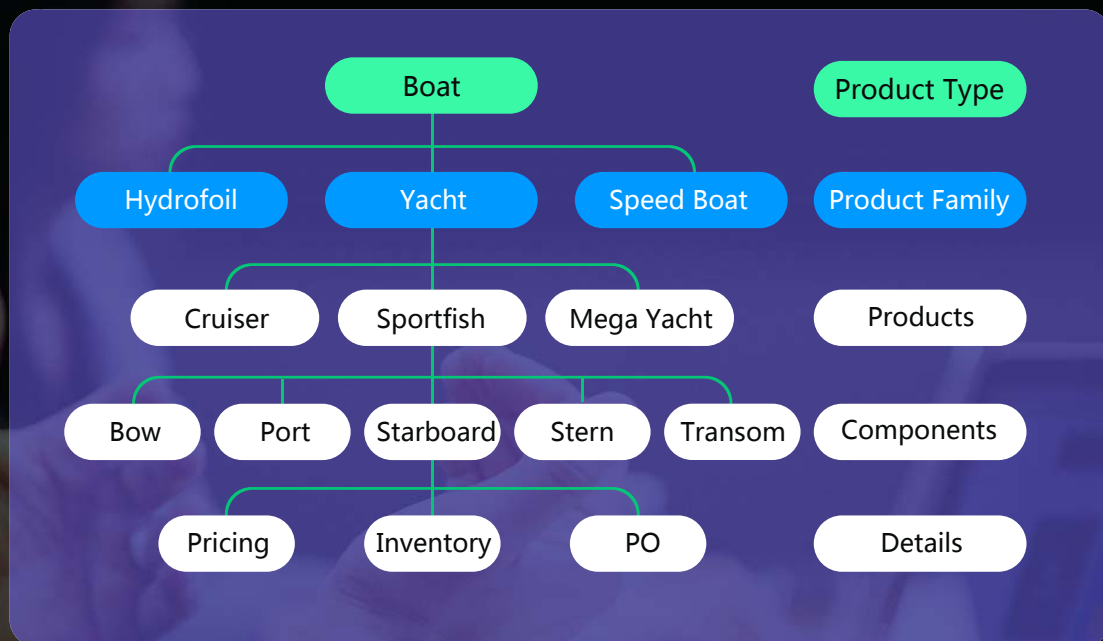 Boat
Product Type
Hydrofoil
Yacht
Speed Boat
Product Family
Cruiser
Sportfish
Mega Yacht
Products
Bow
Port
Starboard
Stern
Transom
Components
Pricing
Inventory
PO
Details